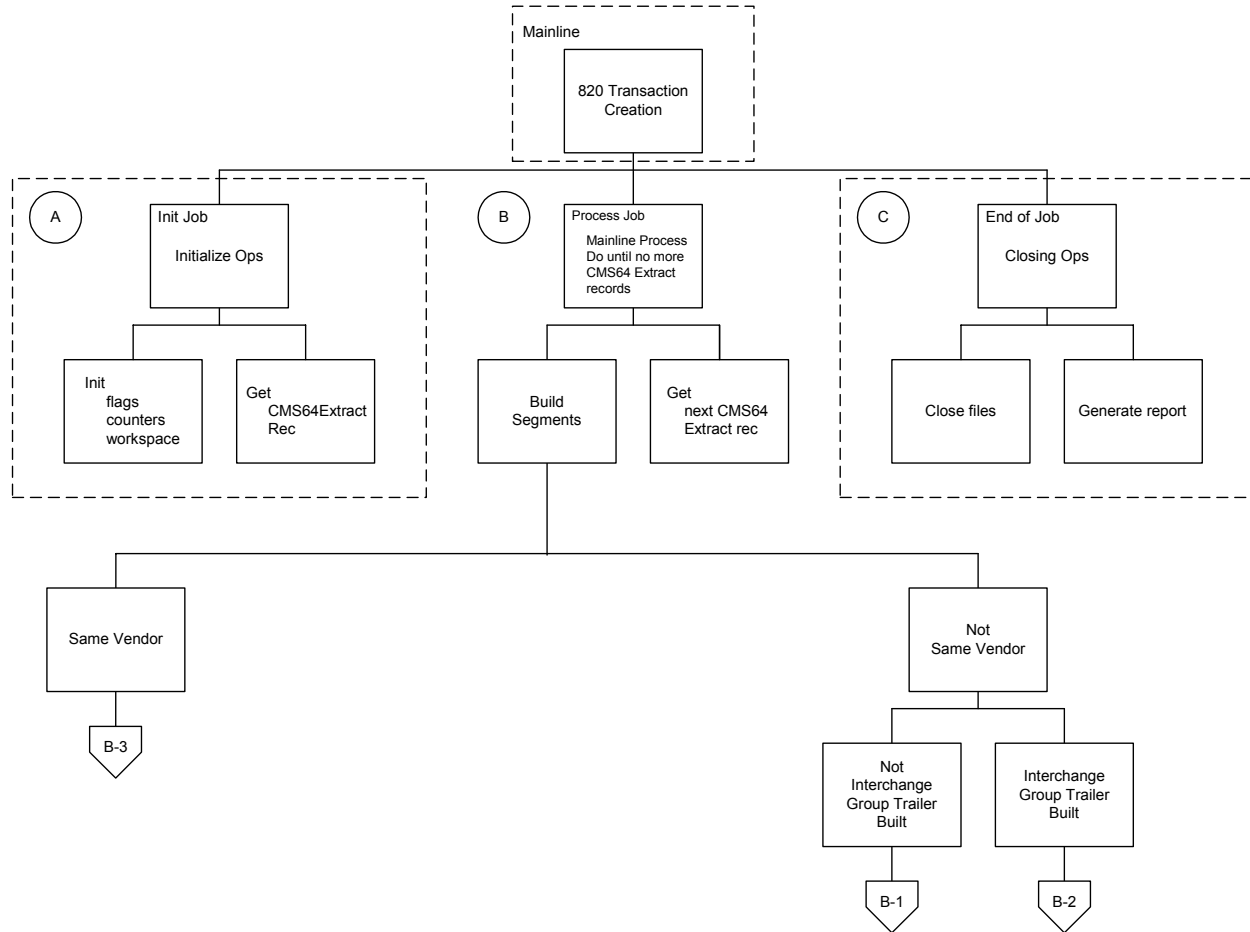 Mainline
820 Transaction
Creation
A
Init Job
Initialize Ops
Init
flags
counters
workspace
Get
CMS64Extract
Rec
B
Process Job
Mainline Process
Do until no more
CMS64 Extract
records
Build
Segments
Get
next CMS64
Extract rec
C
End of Job
Closing Ops
Close files
Generate report
Same Vendor
B-3
Not
Same Vendor
Not
Interchange
Group Trailer
Built
B-1
Interchange
Group Trailer
Built
B-2